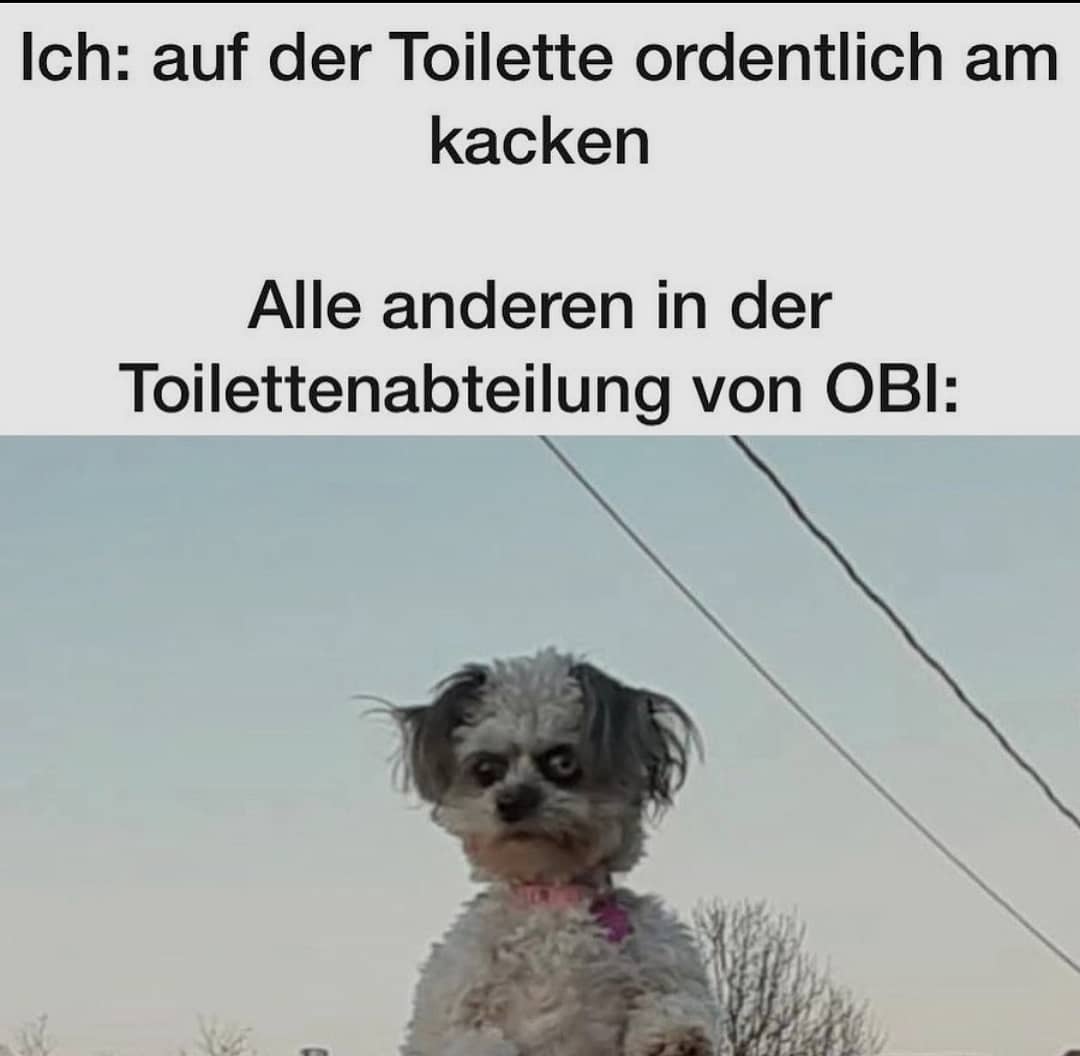 Ich: auf der Toilette ordentlich am
kacken
Alle anderen in der
Toilettenabteilung von OBI: